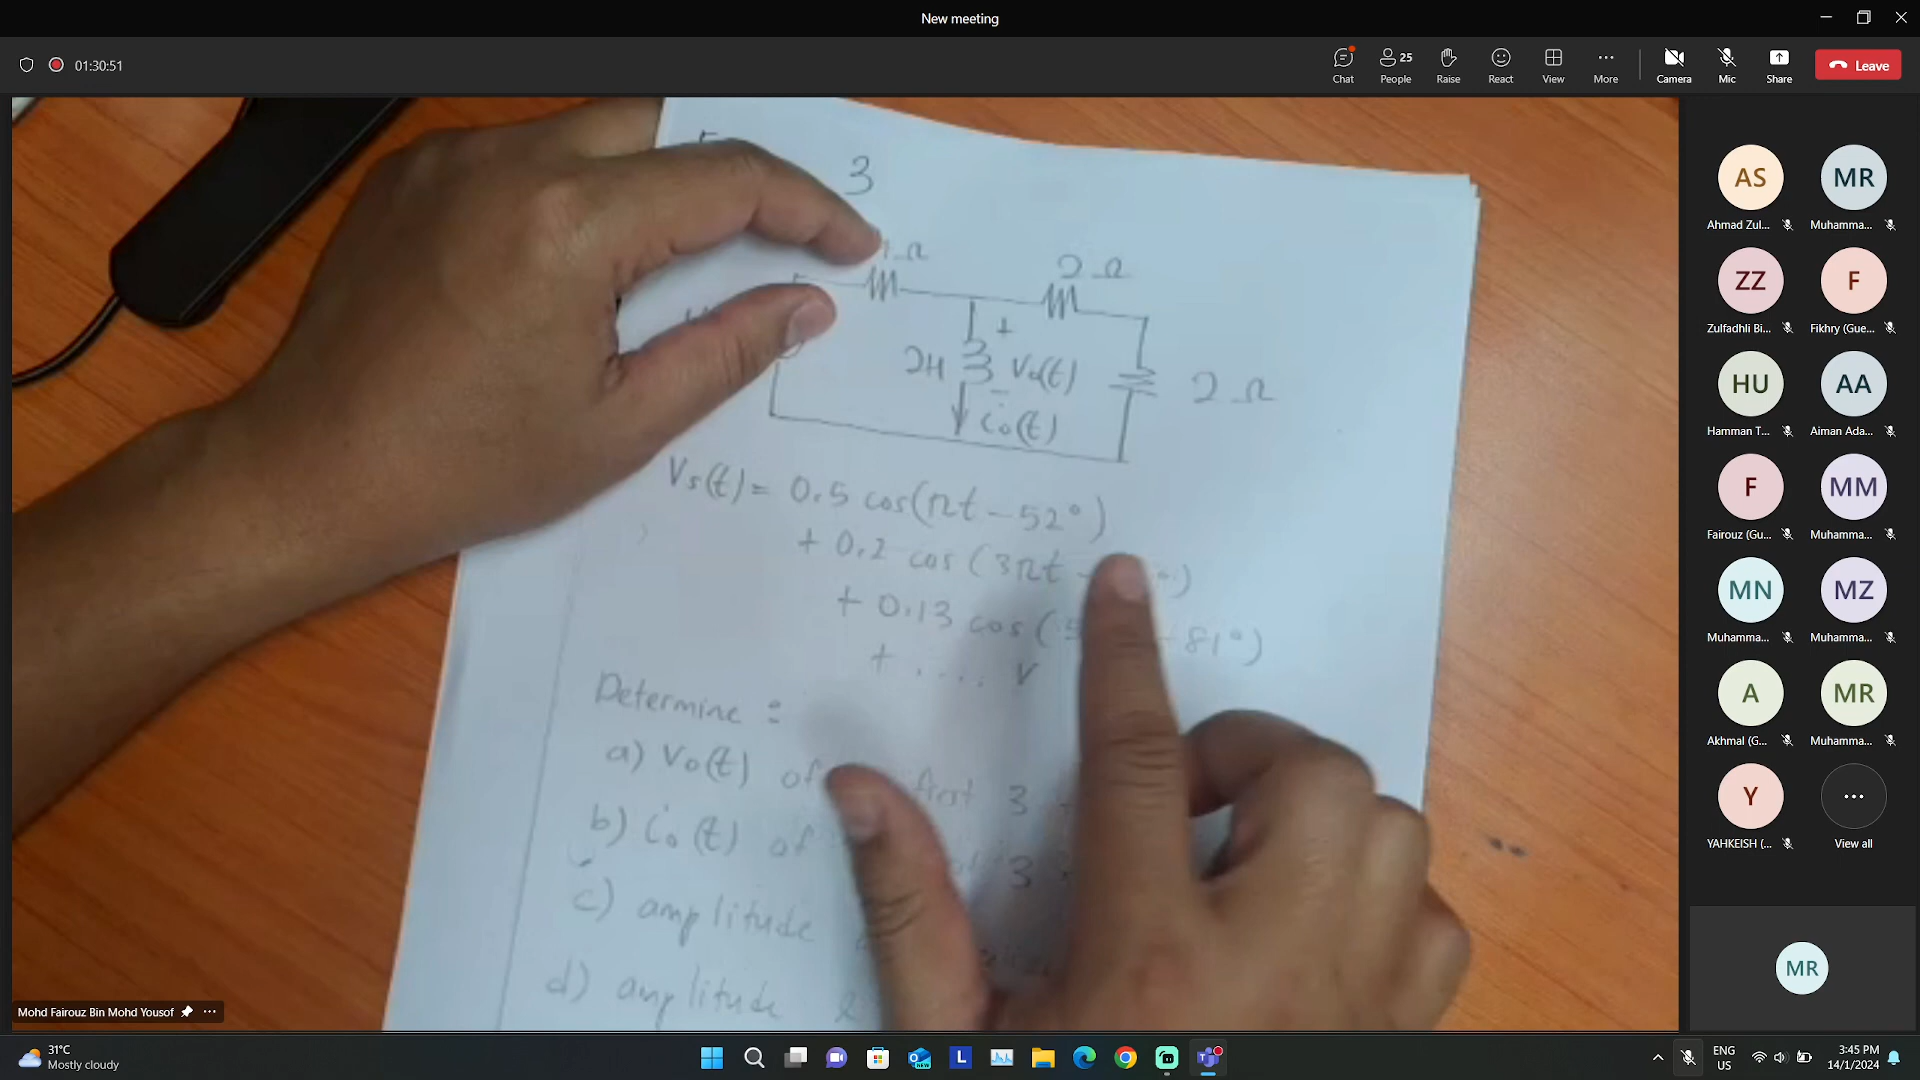 New meeting
01:30:51
Chat
25
People
Raise
React
View
More
Camera
Mic
Share
Leave
3
Ω
2 Ω
+
2H
Vo(t)
2 Ω
-
io(t)
Vs(t) = 0.5 cos(πt - 52°)
+ 0.2 cos (3πt - °)
+ 0.13 cos (5 - 81°)
+ .... V
Determine :
a) Vo(t) of first 3
b) io(t) of 3
c) amplitude
d) amplitude
Mohd Fairouz Bin Mohd Yousof
...
AS
Ahmad Zul...
MR
Muhamma...
ZZ
Zulfadhli Bi...
F
Fikhry (Gue...
HU
Hamman T...
AA
Aiman Ada...
F
Fairouz (Gu...
MM
Muhamma...
MN
Muhamma...
MZ
Muhamma...
A
Akhmal (G...
MR
Muhamma...
Y
YAHKEISH (...
...
View all
MR
31°C
Mostly cloudy
L
NEW
ENG
US
3:45 PM
14/1/2024